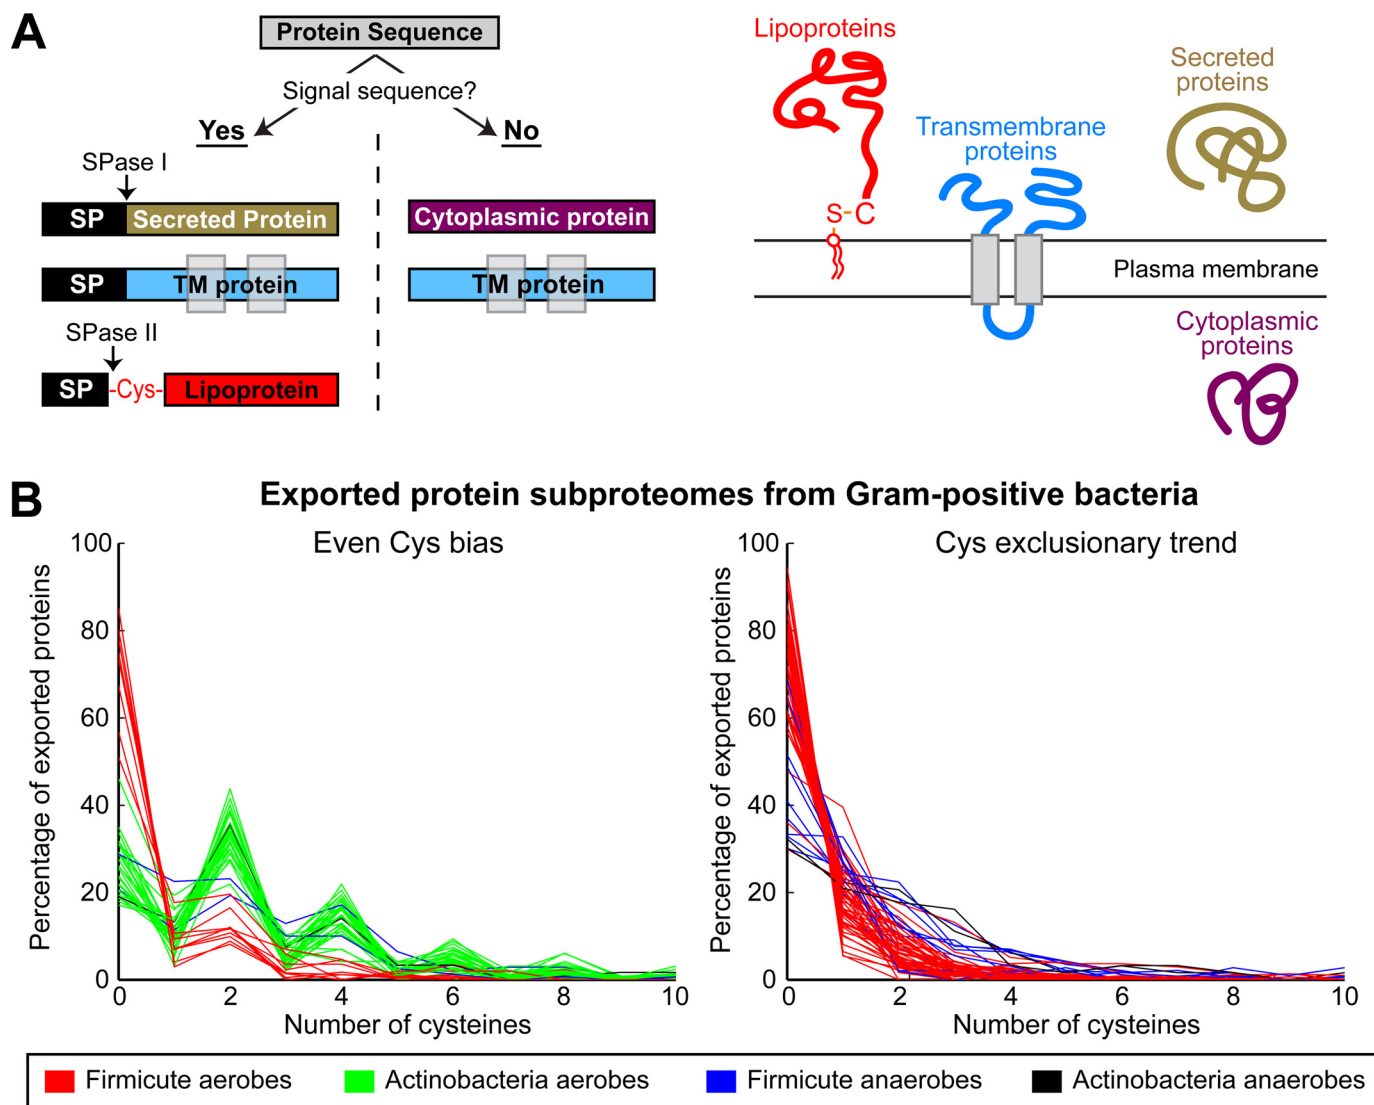 A
Protein Sequence
Signal sequence?
Yes
No
SPase I
SP
Secreted Protein
Cytoplasmic protein
SP
TM protein
TM protein
SPase II
SP
-Cys-
Lipoprotein
Lipoproteins
Secreted
proteins
Transmembrane
proteins
S-C
Plasma membrane
Cytoplasmic
proteins
B
Exported protein subproteomes from Gram-positive bacteria
Even Cys bias
Percentage of exported proteins
100
80
60
40
20
0
0 2 4 6 8 10
Number of cysteines
Cys exclusionary trend
Percentage of exported proteins
100
80
60
40
20
0
0 2 4 6 8 10
Number of cysteines
Firmicute aerobes
Actinobacteria aerobes
Firmicute anaerobes
Actinobacteria anaerobes